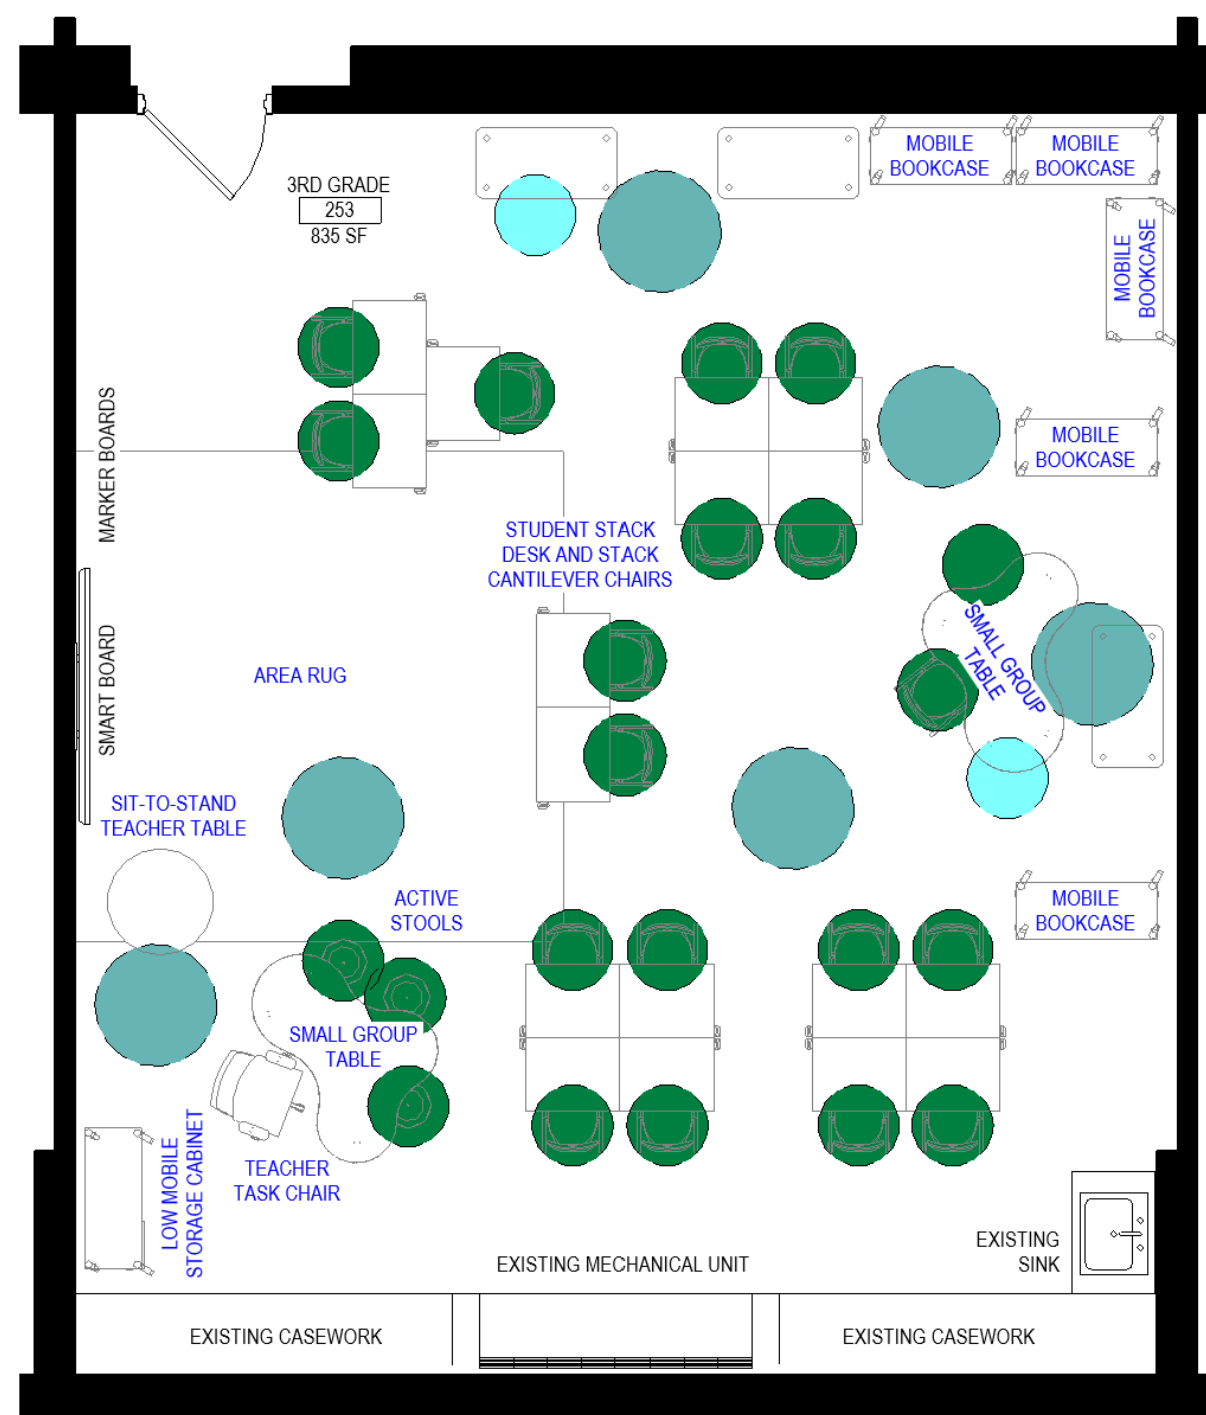 MOBILE
BOOKCASE
MOBILE
BOOKCASE
3RD GRADE
253
835 SF
MOBILE
BOOKCASE
MARKER BOARDS
MOBILE
BOOKCASE
STUDENT STACK
DESK AND STACK
CANTILEVER CHAIRS
SMALL GROUP
TABLE
SMART BOARD
AREA RUG
SIT-TO-STAND
TEACHER TABLE
ACTIVE
STOOLS
MOBILE
BOOKCASE
SMALL GROUP
TABLE
LOW MOBILE
STORAGE CABINET
TEACHER
TASK CHAIR
EXISTING
SINK
EXISTING MECHANICAL UNIT
EXISTING CASEWORK
EXISTING CASEWORK